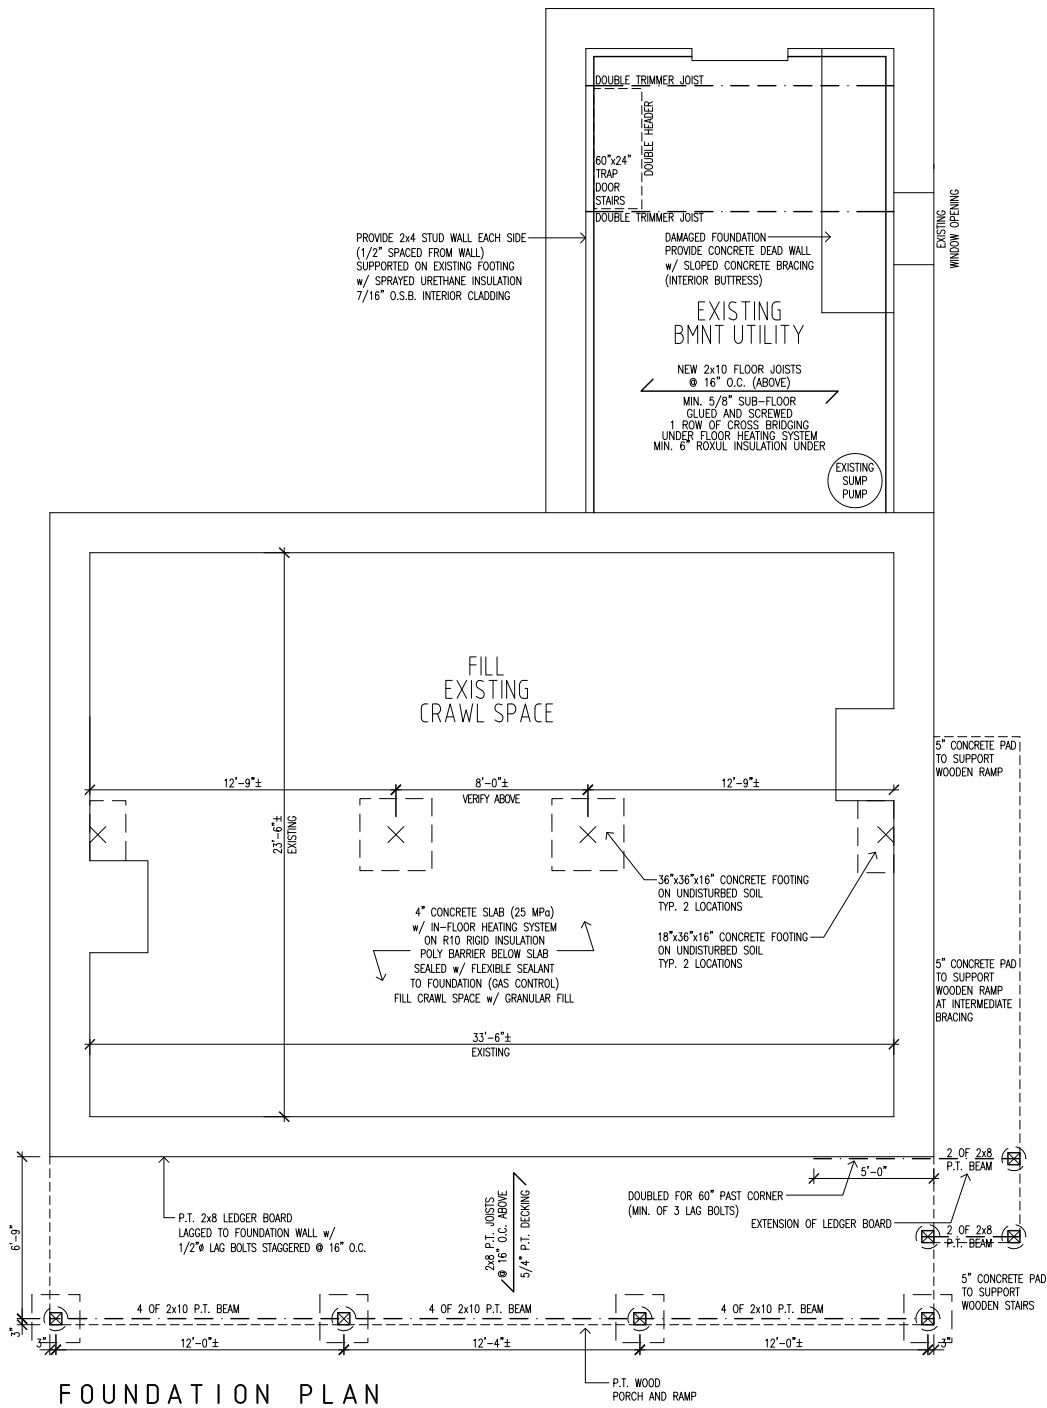 DOUBLE TRIMMER JOIST
DOUBLE HEADER
60"x24"
TRAP
DOOR
STAIRS
DOUBLE TRIMMER JOIST
EXISTING
WINDOW OPENING
PROVIDE 2x4 STUD WALL EACH SIDE
(1/2" SPACED FROM WALL)
SUPPORTED ON EXISTING FOOTING
w/ SPRAYED URETHANE INSULATION
7/16" O.S.B. INTERIOR CLADDING
DAMAGED FOUNDATION
PROVIDE CONCRETE DEAD WALL
w/ SLOPED CONCRETE BRACING
(INTERIOR BUTTRESS)
EXISTING
BMNT UTILITY
NEW 2x10 FLOOR JOISTS
@ 16" O.C. (ABOVE)
MIN. 5/8" SUB-FLOOR
GLUED AND SCREWED
1 ROW OF CROSS BRIDGING
UNDER FLOOR HEATING SYSTEM
MIN. 6" ROXUL INSULATION UNDER
EXISTING
SUMP
PUMP
FILL
EXISTING
CRAWL SPACE
12'-9"±
8'-0"±
12'-9"±
VERIFY ABOVE
23'-6"±
EXISTING
5" CONCRETE PAD
TO SUPPORT
WOODEN RAMP
36"x36"x16" CONCRETE FOOTING
ON UNDISTURBED SOIL
TYP. 2 LOCATIONS
18"x36"x16" CONCRETE FOOTING
ON UNDISTURBED SOIL
TYP. 2 LOCATIONS
4" CONCRETE SLAB (25 MPa)
w/ IN-FLOOR HEATING SYSTEM
ON R10 RIGID INSULATION
POLY BARRIER BELOW SLAB
SEALED w/ FLEXIBLE SEALANT
TO FOUNDATION (GAS CONTROL)
FILL CRAWL SPACE w/ GRANULAR FILL
5" CONCRETE PAD
TO SUPPORT
WOODEN RAMP
AT INTERMEDIATE
BRACING
33'-6"±
EXISTING
2 OF 2x8
P.T. BEAM
5'-0"
DOUBLED FOR 60" PAST CORNER
(MIN. OF 3 LAG BOLTS)
EXTENSION OF LEDGER BOARD
2 OF 2x8
P.T. BEAM
P.T. 2x8 LEDGER BOARD
LAGGED TO FOUNDATION WALL w/
1/2"ø LAG BOLTS STAGGERED @ 16" O.C.
2x8 P.T. JOISTS
@ 16" O.C. ABOVE
5/4" P.T. DECKING
6'-9"
3"
5" CONCRETE PAD
TO SUPPORT
WOODEN STAIRS
4 OF 2x10 P.T. BEAM
4 OF 2x10 P.T. BEAM
4 OF 2x10 P.T. BEAM
3"
12'-0"±
12'-4"±
12'-0"±
3"
P.T. WOOD
PORCH AND RAMP
FOUNDATION PLAN